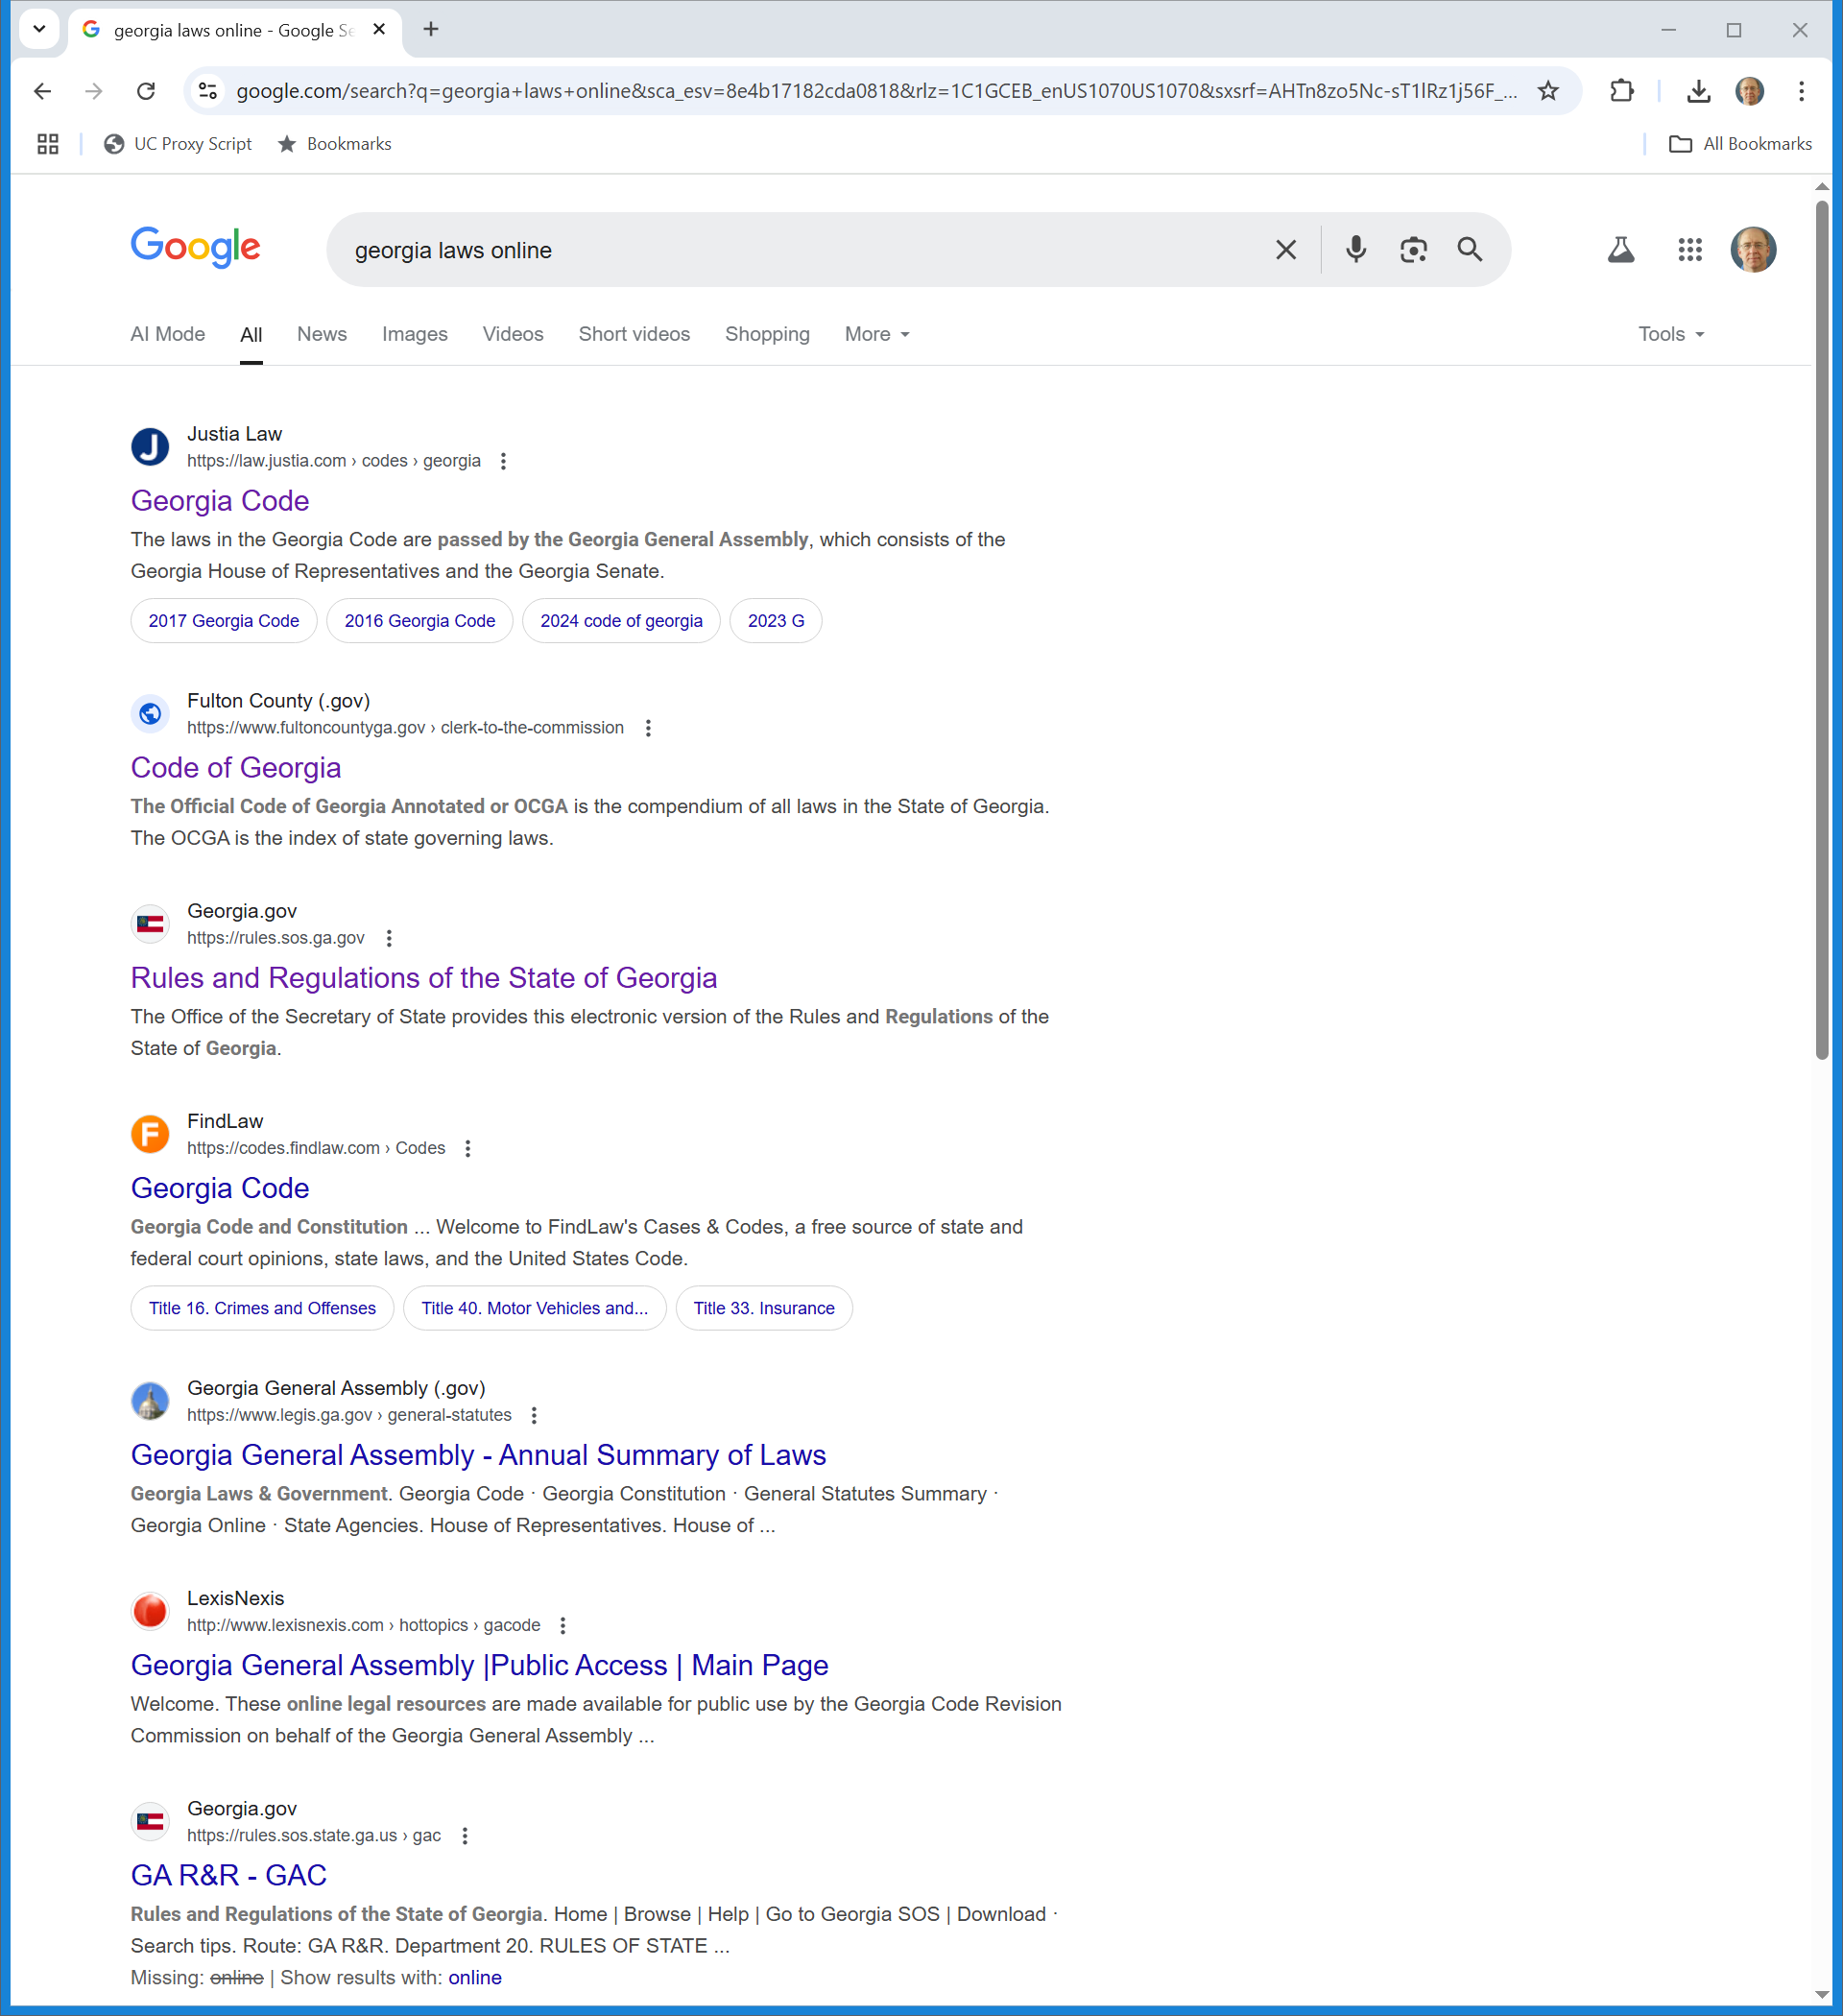 georgia laws online - Google Se
google.com/search?q=georgia+laws+online&sca_esv=8e4b17182cda0818&rlz=1C1GCEB_enUS1070US1070&sxsrf=AHTn8zo5Nc-sT1lRz1j56F_...
UC Proxy Script
Bookmarks
All Bookmarks
Google
georgia laws online
AI Mode
All
News
Images
Videos
Short videos
Shopping
More
Tools
Justia Law
https://law.justia.com › codes › georgia
Georgia Code
The laws in the Georgia Code are passed by the Georgia General Assembly, which consists of the
Georgia House of Representatives and the Georgia Senate.
2017 Georgia Code
2016 Georgia Code
2024 code of georgia
2023 G
Fulton County (.gov)
https://www.fultoncountyga.gov › clerk-to-the-commission
Code of Georgia
The Official Code of Georgia Annotated or OCGA is the compendium of all laws in the State of Georgia.
The OCGA is the index of state governing laws.
Georgia.gov
https://rules.sos.ga.gov
Rules and Regulations of the State of Georgia
The Office of the Secretary of State provides this electronic version of the Rules and Regulations of the
State of Georgia.
FindLaw
https://codes.findlaw.com › Codes
Georgia Code
Georgia Code and Constitution ... Welcome to FindLaw's Cases & Codes, a free source of state and
federal court opinions, state laws, and the United States Code.
Title 16. Crimes and Offenses
Title 40. Motor Vehicles and...
Title 33. Insurance
Georgia General Assembly (.gov)
https://www.legis.ga.gov › general-statutes
Georgia General Assembly - Annual Summary of Laws
Georgia Laws & Government. Georgia Code · Georgia Constitution · General Statutes Summary ·
Georgia Online · State Agencies. House of Representatives. House of ...
LexisNexis
http://www.lexisnexis.com › hottopics › gacode
Georgia General Assembly |Public Access | Main Page
Welcome. These online legal resources are made available for public use by the Georgia Code Revision
Commission on behalf of the Georgia General Assembly ...
Georgia.gov
https://rules.sos.state.ga.us › gac
GA R&R - GAC
Rules and Regulations of the State of Georgia. Home | Browse | Help | Go to Georgia SOS | Download ·
Search tips. Route: GA R&R. Department 20. RULES OF STATE ...
Missing: online | Show results with: online